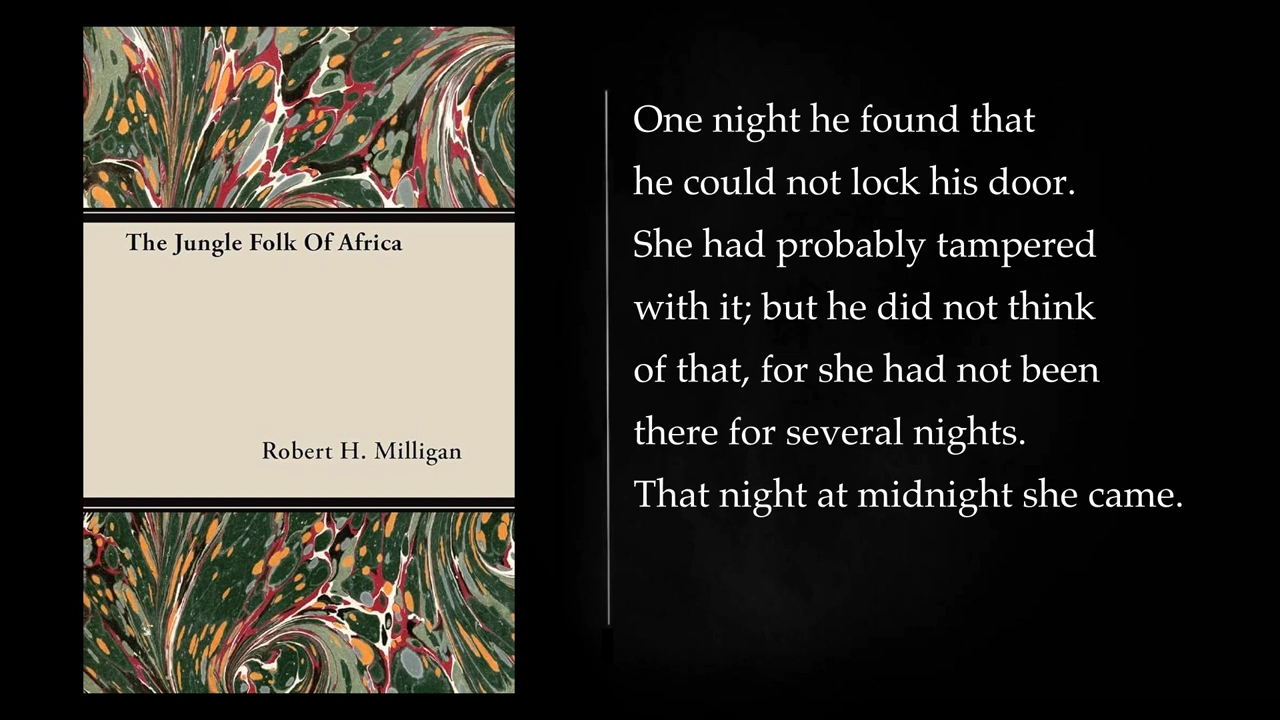 The Jungle Folk Of Africa
Robert H. Milligan
One night he found that
he could not lock his door.
She had probably tampered
with it; but he did not think
of that, for she had not been
there for several nights.
That night at midnight she came.